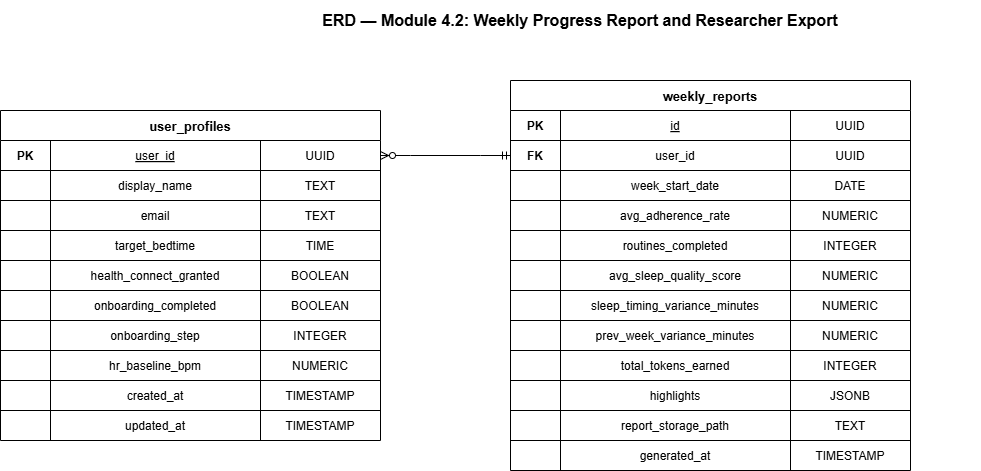 ERD — Module 4.2: Weekly Progress Report and Researcher Export
user_profiles
PK user_id UUID
display_name TEXT
email TEXT
target_bedtime TIME
health_connect_granted BOOLEAN
onboarding_completed BOOLEAN
onboarding_step INTEGER
hr_baseline_bpm NUMERIC
created_at TIMESTAMP
updated_at TIMESTAMP
weekly_reports
PK id UUID
FK user_id UUID
week_start_date DATE
avg_adherence_rate NUMERIC
routines_completed INTEGER
avg_sleep_quality_score NUMERIC
sleep_timing_variance_minutes NUMERIC
prev_week_variance_minutes NUMERIC
total_tokens_earned INTEGER
highlights JSONB
report_storage_path TEXT
generated_at TIMESTAMP